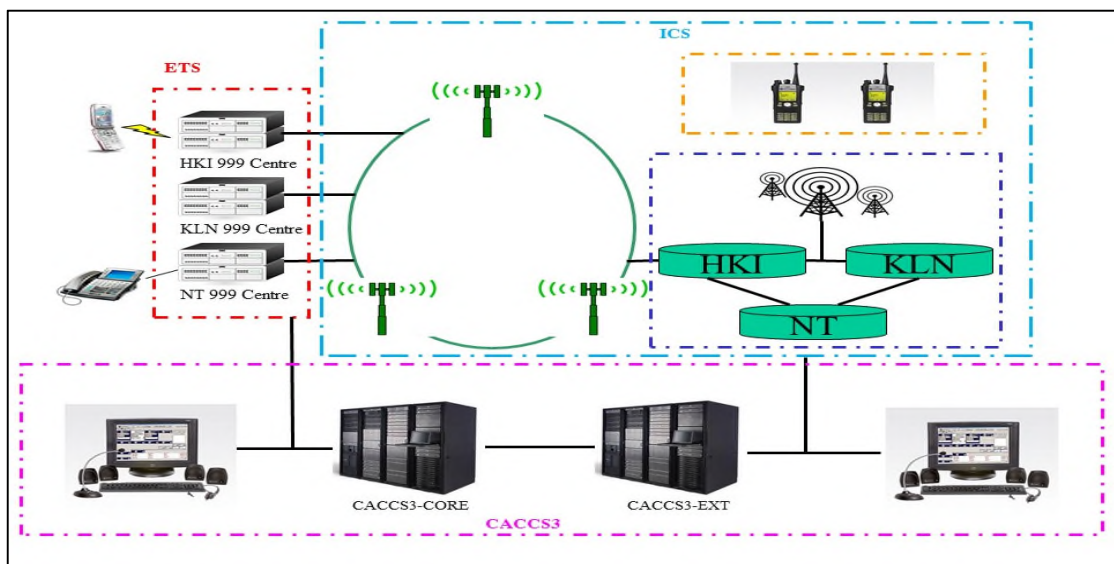 ICS
ETS
HKI 999 Centre
KLN 999 Centre
NT 999 Centre
HKI
KLN
NT
CACCS3-CORE
CACCS3-EXT
CACCS3